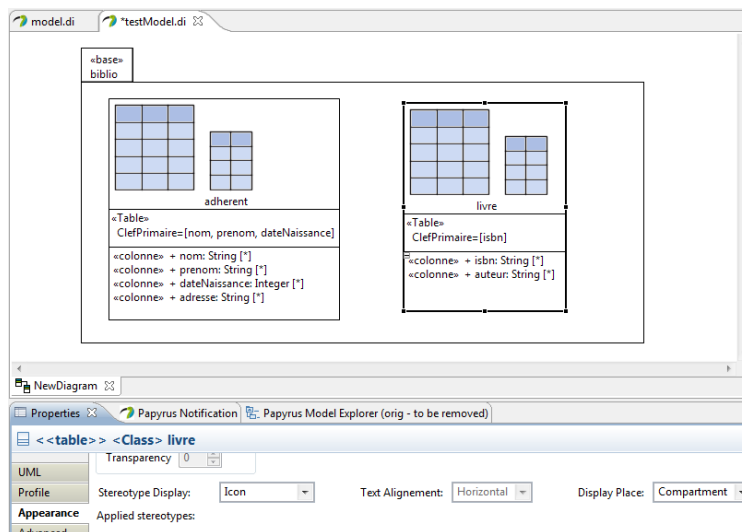 model.di
*testModel.di
«base»
biblio
adherent
«Table»
ClefPrimaire=[nom, prenom, dateNaissance]
«colonne» + nom: String [*]
«colonne» + prenom: String [*]
«colonne» + dateNaissance: Integer [*]
«colonne» + adresse: String [*]
livre
«Table»
ClefPrimaire=[isbn]
«colonne» + isbn: String [*]
«colonne» + auteur: String [*]
NewDiagram
Properties
Papyrus Notification
Papyrus Model Explorer (orig - to be removed)
<<table>> <Class> livre
UML
Profile
Appearance
Advanced
Transparency 0
Stereotype Display: Icon
Text Alignement: Horizontal
Display Place: Compartment
Applied stereotypes: